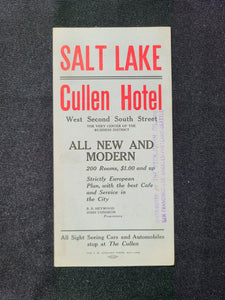 SALT LAKE
Cullen Hotel
West Second South Street
THE VERY CENTER OF THE
BUSINESS DISTRICT
ALL NEW AND
MODERN
200 Rooms, $1.00 and up
Strictly European
Plan, with the best Cafe
and Service in
the City
Proprietors
All Sight Seeing Cars and Automobiles
stop at The Cullen